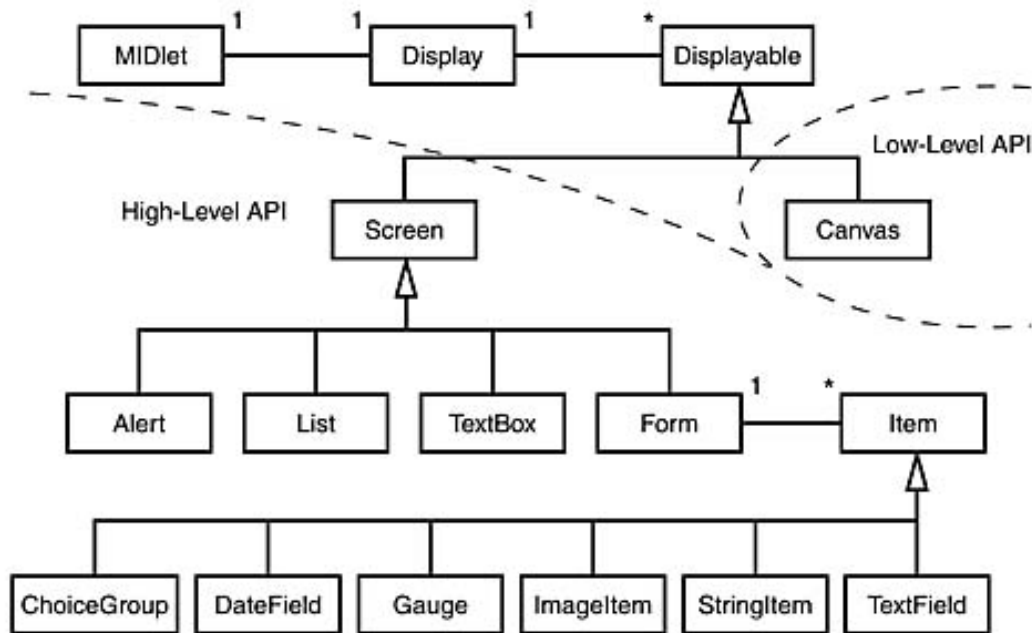 1 1 1 *
MIDlet Display Displayable
Low-Level API
High-Level API
Screen Canvas
1 *
Alert List TextBox Form Item
ChoiceGroup DateField Gauge ImageItem StringItem TextField